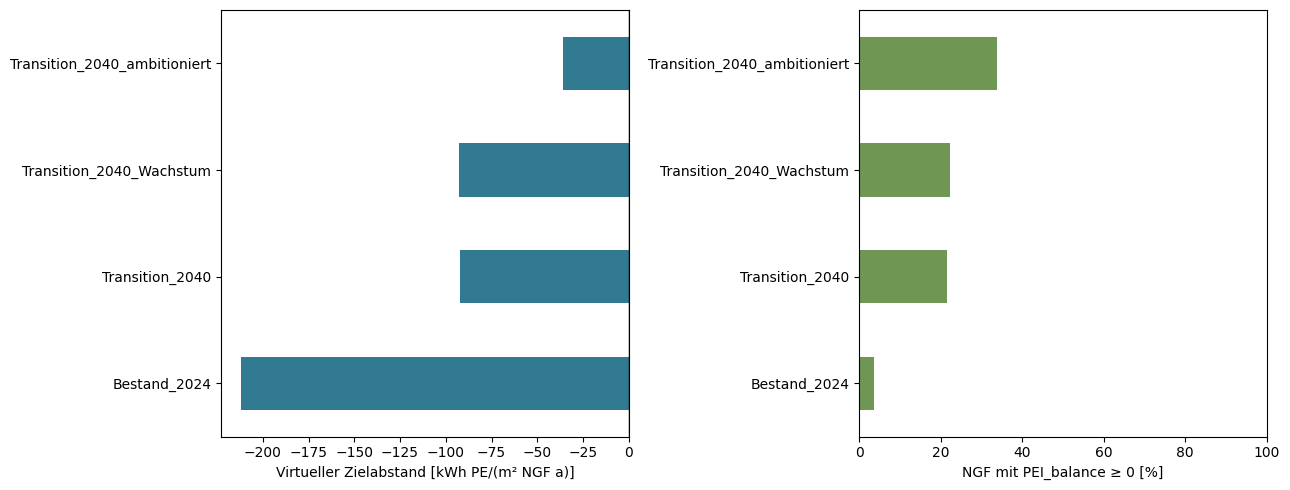 Transition_2040_ambitioniert
Transition_2040_Wachstum
Transition_2040
Bestand_2024
−200 −175 −150 −125 −100 −75 −50 −25 0
Virtueller Zielabstand [kWh PE/(m² NGF a)]
Transition_2040_ambitioniert
Transition_2040_Wachstum
Transition_2040
Bestand_2024
0 20 40 60 80 100
NGF mit PEI_balance ≥ 0 [%]